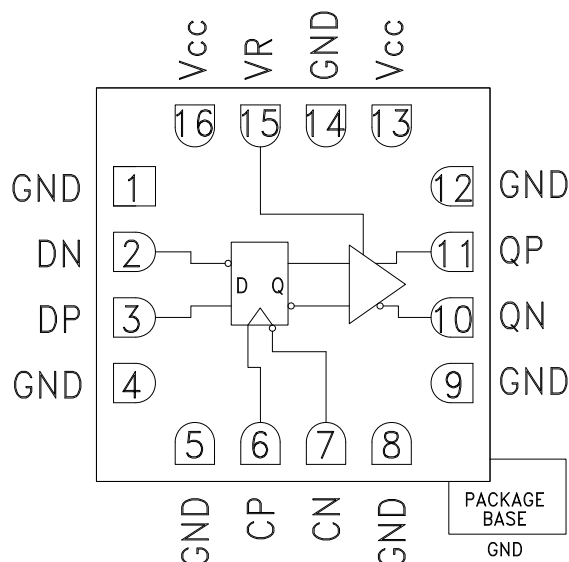 Vcc VR GND Vcc
16 15 14 13
GND 1 12 GND
DN 2 11 QP
D Q
DP 3 10 QN
GND 4 9 GND
5 6 7 8
GND CP CN GND
PACKAGE
BASE
GND